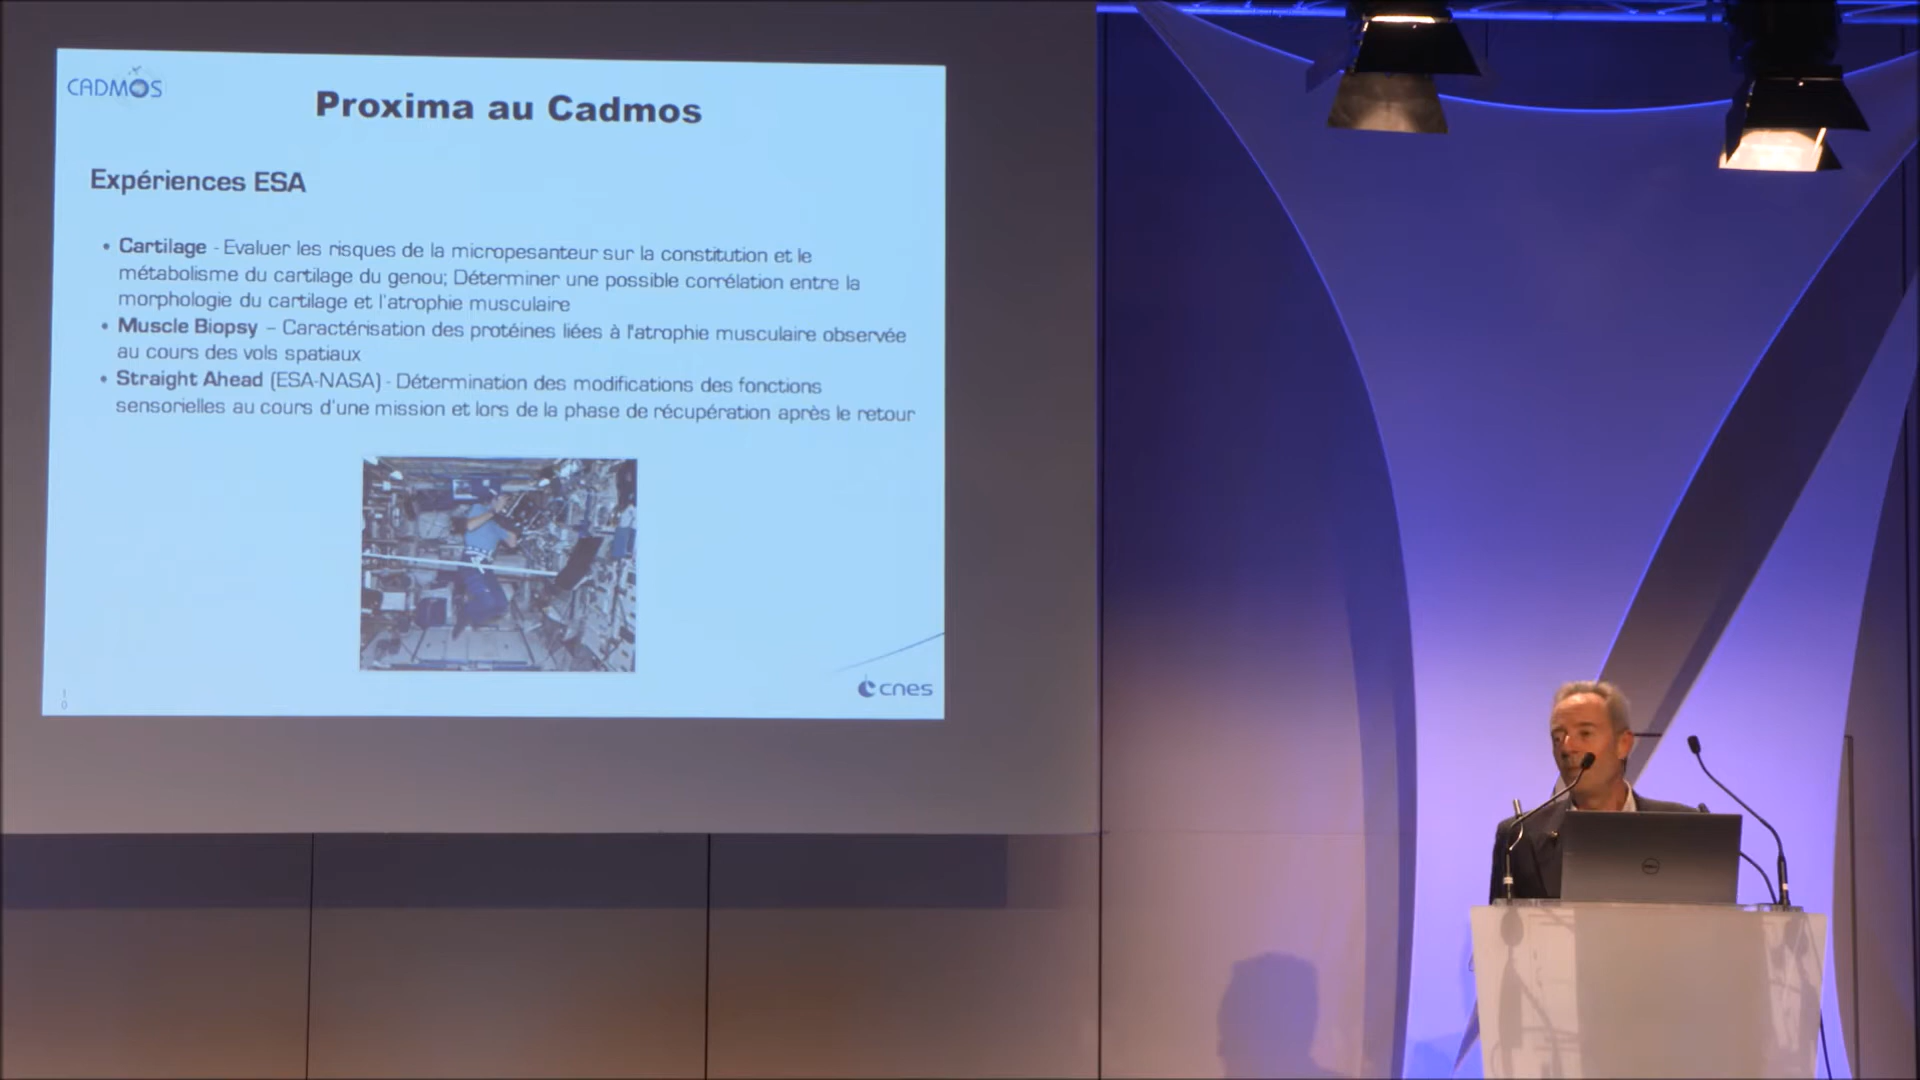 CADMOS
Proxima au Cadmos
Expériences ESA
• Cartilage - Evaluer les risques de la micropesanteur sur la constitution et le
métabolisme du cartilage du genou; Déterminer une possible corrélation entre la
morphologie du cartilage et l'atrophie musculaire
• Muscle Biopsy – Caractérisation des protéines liées à l'atrophie musculaire observée
au cours des vols spatiaux
• Straight Ahead (ESA-NASA) - Détermination des modifications des fonctions
sensorielles au cours d'une mission et lors de la phase de récupération après le retour
1
0
cnes
DELL